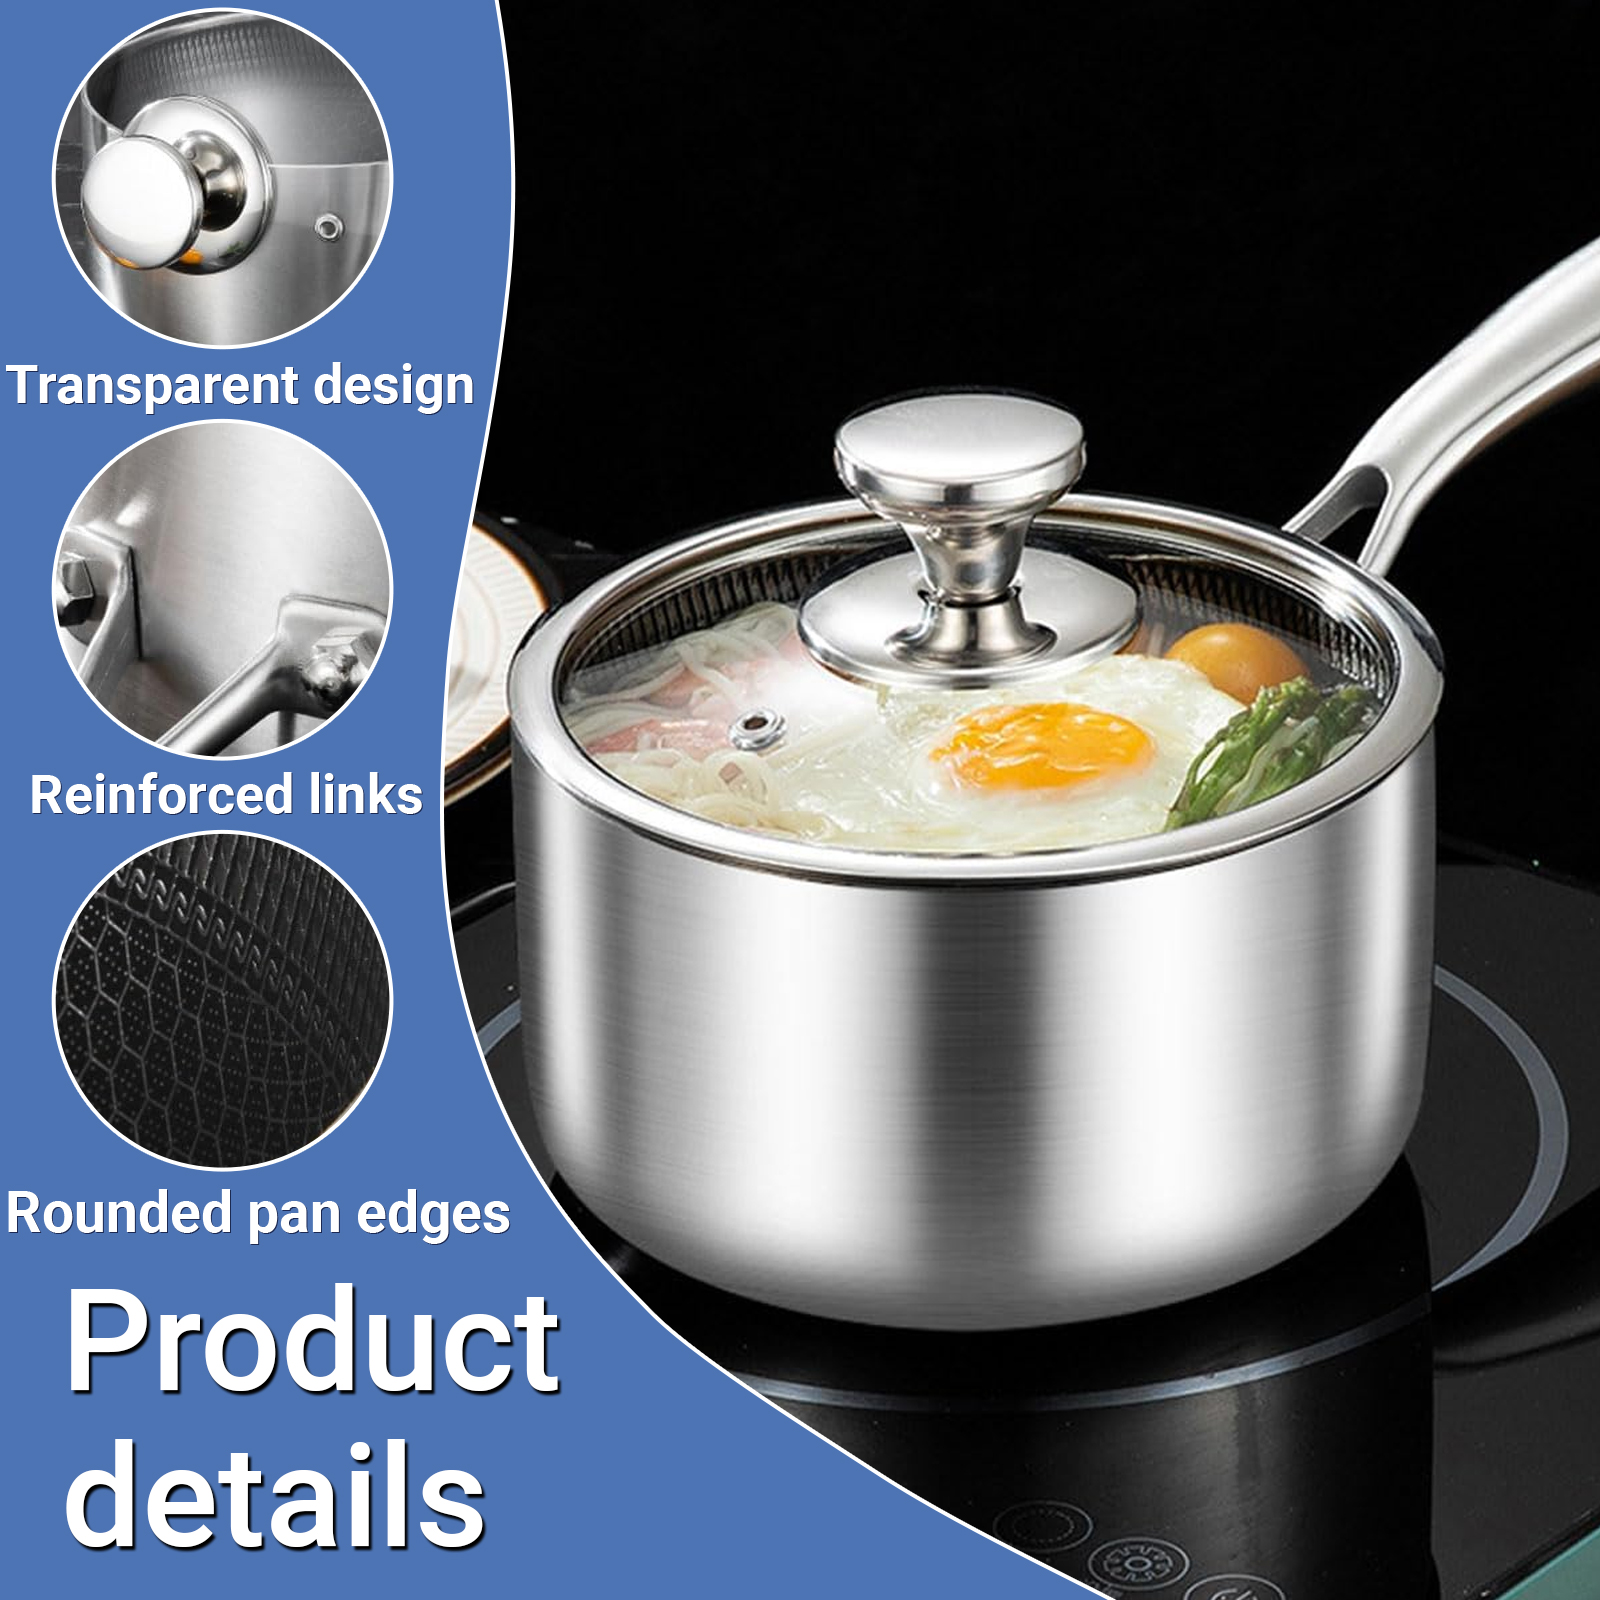 Transparent design
Reinforced links
Rounded pan edges
Product
details